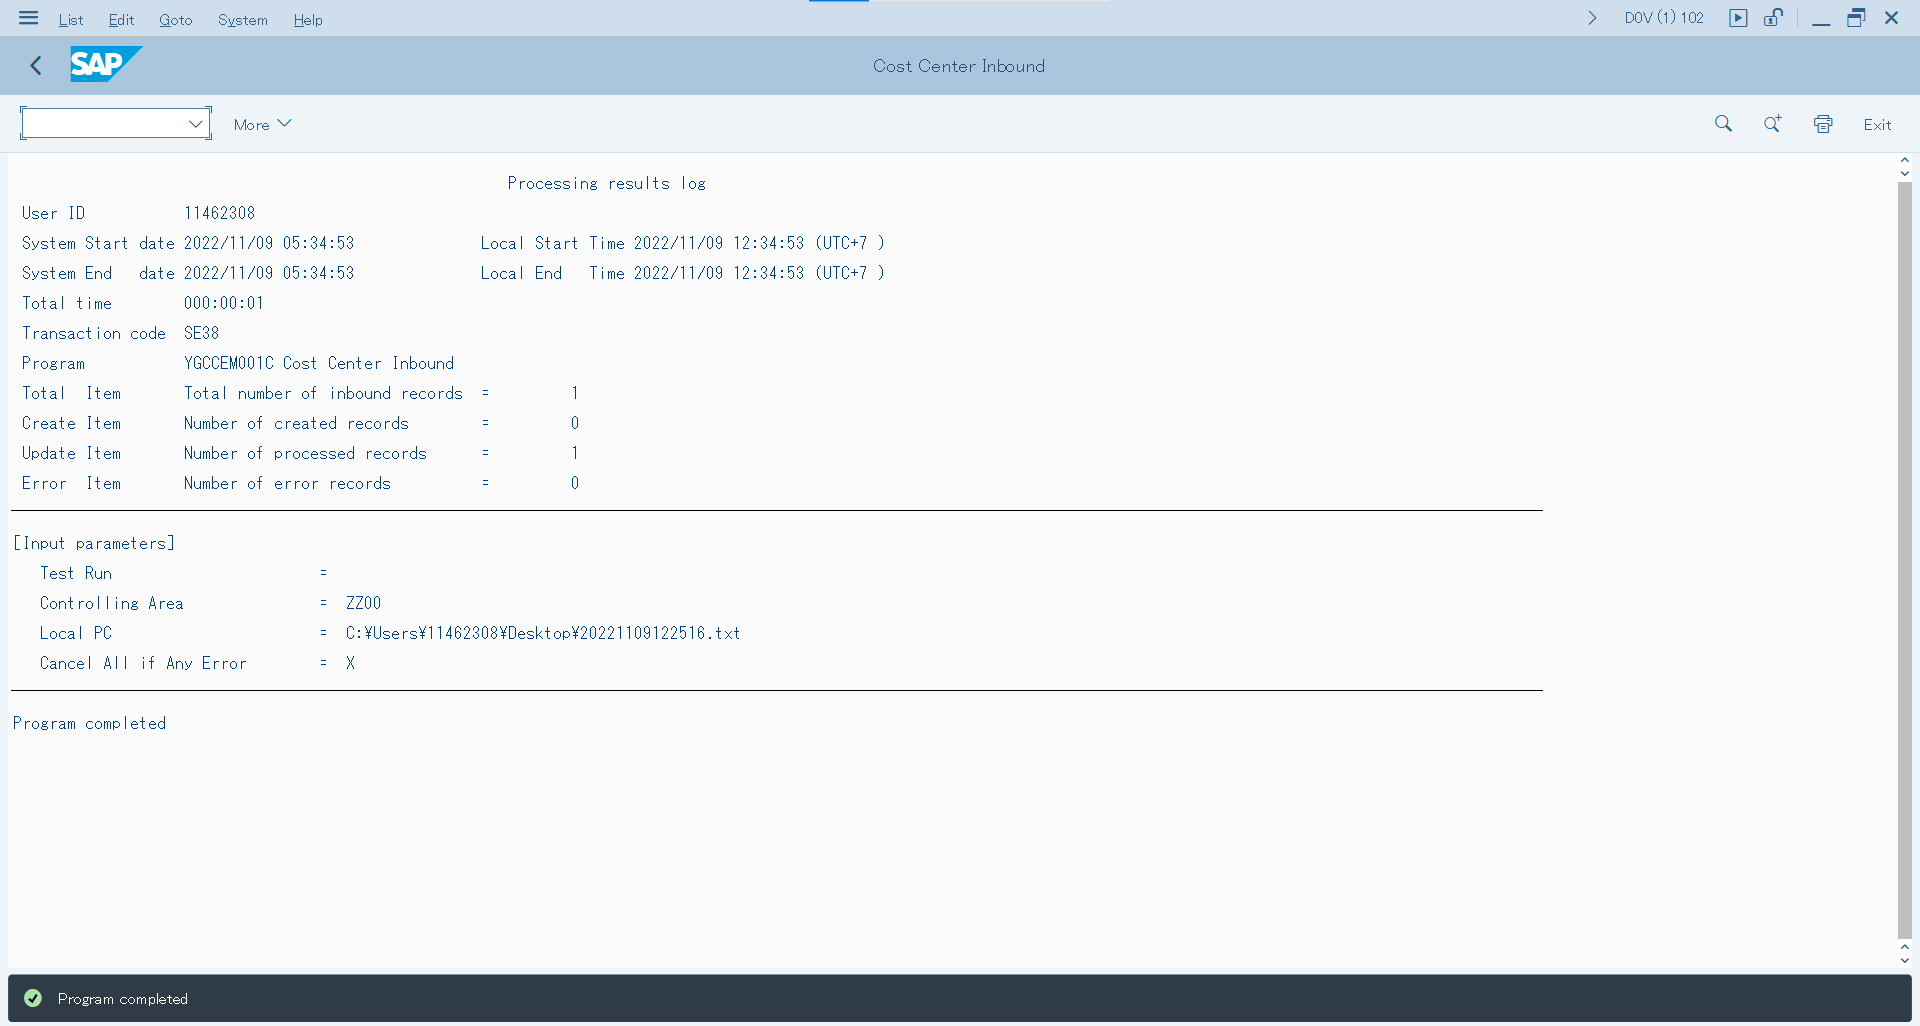 List Edit Goto System Help DOV (1) 102
SAP Cost Center Inbound
More Exit
Processing results log
User ID 11462308
System Start date 2022/11/09 05:34:53 Local Start Time 2022/11/09 12:34:53 (UTC+7 )
System End date 2022/11/09 05:34:53 Local End Time 2022/11/09 12:34:53 (UTC+7 )
Total time 000:00:01
Transaction code SE38
Program YGCCEM001C Cost Center Inbound
Total Item Total number of inbound records = 1
Create Item Number of created records = 0
Update Item Number of processed records = 1
Error Item Number of error records = 0
[Input parameters]
Test Run =
Controlling Area = ZZ00
Local PC = C:¥Users¥11462308¥Desktop¥20221109122516.txt
Cancel All if Any Error = X
Program completed
Program completed